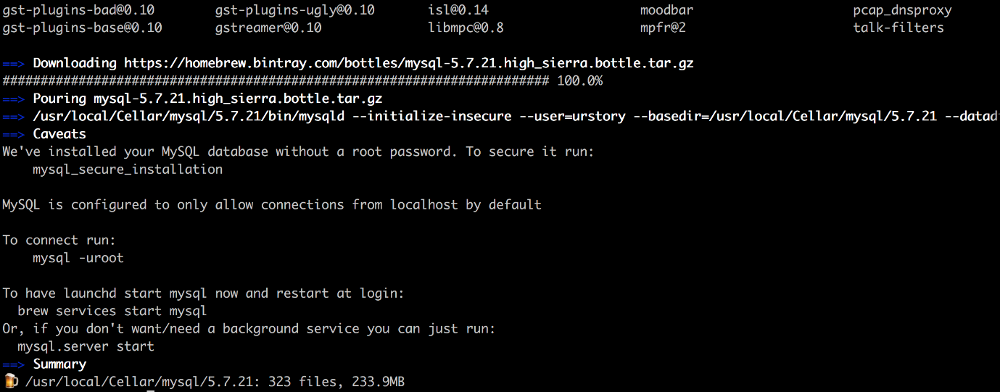 gst-plugins-bad@0.10 gst-plugins-ugly@0.10 isl@0.14 moodbar pcap_dnsproxy
gst-plugins-base@0.10 gstreamer@0.10 libmpc@0.8 mpfr@2 talk-filters
==> Downloading https://homebrew.bintray.com/bottles/mysql-5.7.21.high_sierra.bottle.tar.gz
######################################################################## 100.0%
==> Pouring mysql-5.7.21.high_sierra.bottle.tar.gz
==> /usr/local/Cellar/mysql/5.7.21/bin/mysqld --initialize-insecure --user=urstory --basedir=/usr/local/Cellar/mysql/5.7.21 --datad
==> Caveats
We've installed your MySQL database without a root password. To secure it run:
mysql_secure_installation
MySQL is configured to only allow connections from localhost by default
To connect run:
mysql -uroot
To have launchd start mysql now and restart at login:
brew services start mysql
Or, if you don't want/need a background service you can just run:
mysql.server start
==> Summary
🍺 /usr/local/Cellar/mysql/5.7.21: 323 files, 233.9MB